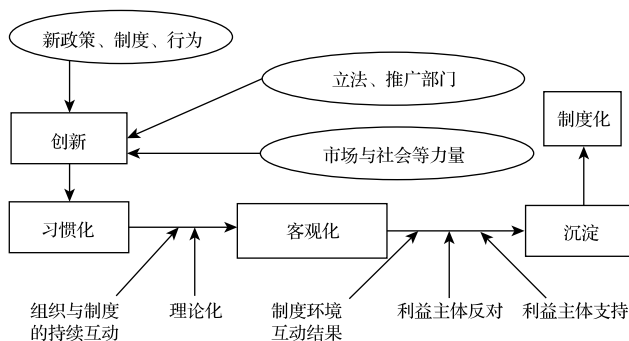 新政策、制度、行为
立法、推广部门
制度化
创新
市场与社会等力量
习惯化
客观化
沉淀
组织与制度
的持续互动
理论化
制度环境
互动结果
利益主体反对
利益主体支持